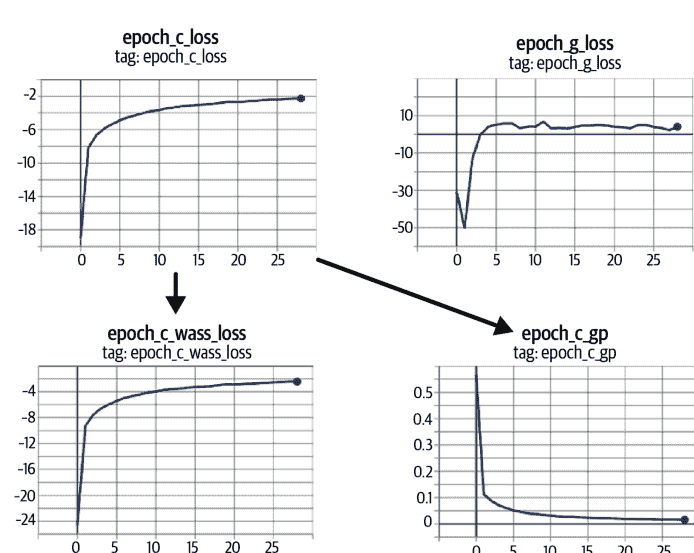 epoch_c_loss
tag: epoch_c_loss
-2
-6
-10
-14
-18
0 5 10 15 20 25
epoch_g_loss
tag: epoch_g_loss
10
-10
-30
-50
0 5 10 15 20 25
epoch_c_wass_loss
tag: epoch_c_wass_loss
-4
-8
-12
-16
-20
-24
0 5 10 15 20 25
epoch_c_gp
tag: epoch_c_gp
0.5
0.4
0.3
0.2
0.1
0
0 5 10 15 20 25